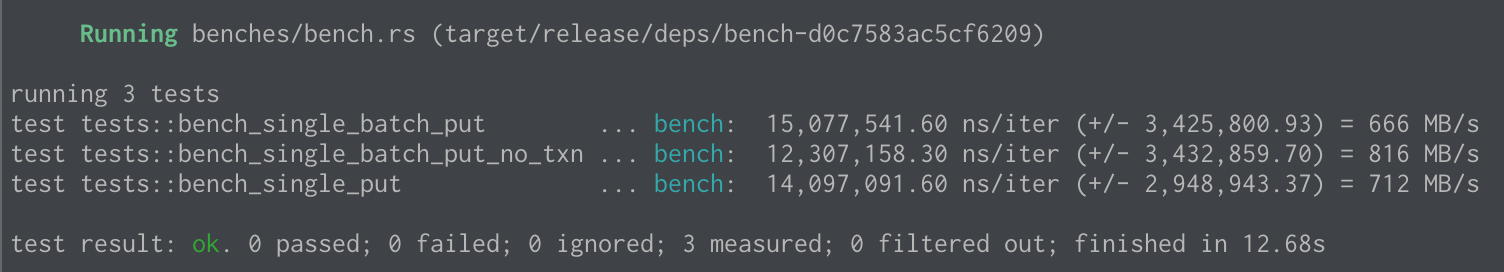 Running benches/bench.rs (target/release/deps/bench-d0c7583ac5cf6209)
running 3 tests
test tests::bench_single_batch_put ... bench: 15,077,541.60 ns/iter (+/- 3,425,800.93) = 666 MB/s
test tests::bench_single_batch_put_no_txn ... bench: 12,307,158.30 ns/iter (+/- 3,432,859.70) = 816 MB/s
test tests::bench_single_put ... bench: 14,097,091.60 ns/iter (+/- 2,948,943.37) = 712 MB/s
test result: ok. 0 passed; 0 failed; 0 ignored; 3 measured; 0 filtered out; finished in 12.68s